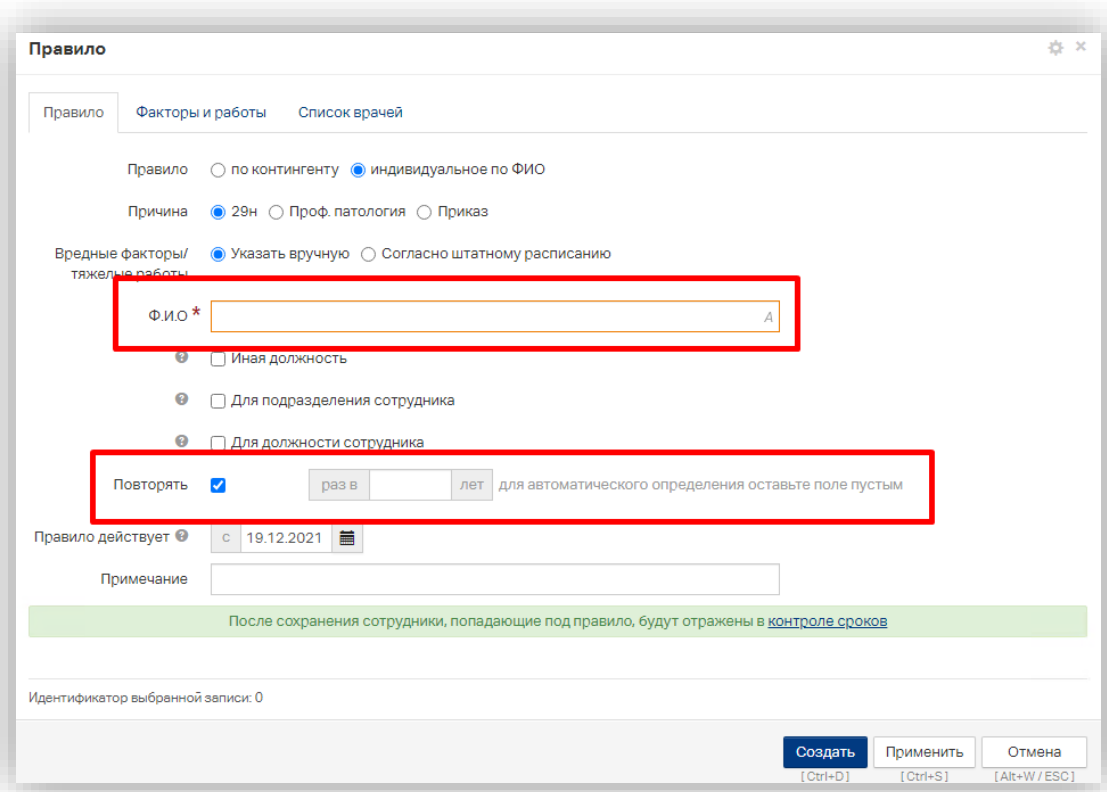 Правило
Правило Факторы и работы Список врачей
Правило по контингенту индивидуальное по ФИО
Причина 29н Проф. патология Приказ
Вредные факторы/ Указать вручную Согласно штатному расписанию
тяжелые работы
Ф.И.О * A
? Иная должность
? Для подразделения сотрудника
? Для должности сотрудника
Повторять раз в лет для автоматического определения оставьте поле пустым
Правило действует ? с 19.12.2021
Примечание
После сохранения сотрудники, попадающие под правило, будут отражены в контроле сроков
Идентификатор выбранной записи: 0
Создать Применить Отмена
[Ctrl+D] [Ctrl+S] [Alt+W / ESC]